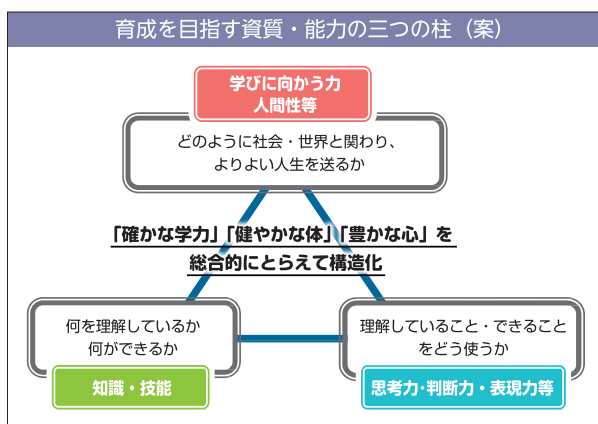 育成を目指す資質・能力の三つの柱（案）
学びに向かう力
人間性等
どのように社会・世界と関わり、
よりよい人生を送るか
「確かな学力」「健やかな体」「豊かな心」を
総合的にとらえて構造化
何を理解しているか
何ができるか
知識・技能
理解していること・できること
をどう使うか
思考力・判断力・表現力等